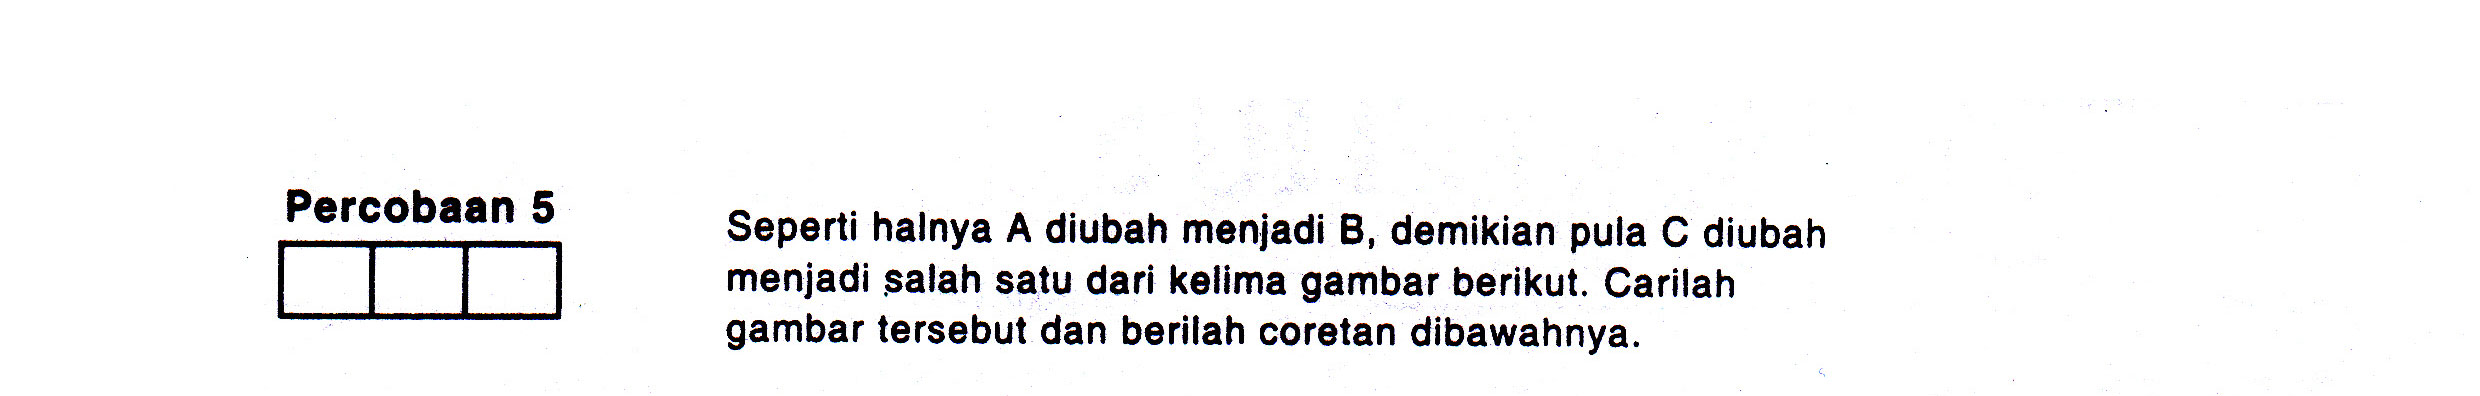 Percobaan 5
Seperti halnya A diubah menjadi B, demikian pula C diubah
menjadi salah satu dari kelima gambar berikut. Carilah
gambar tersebut dan berilah coretan dibawahnya.